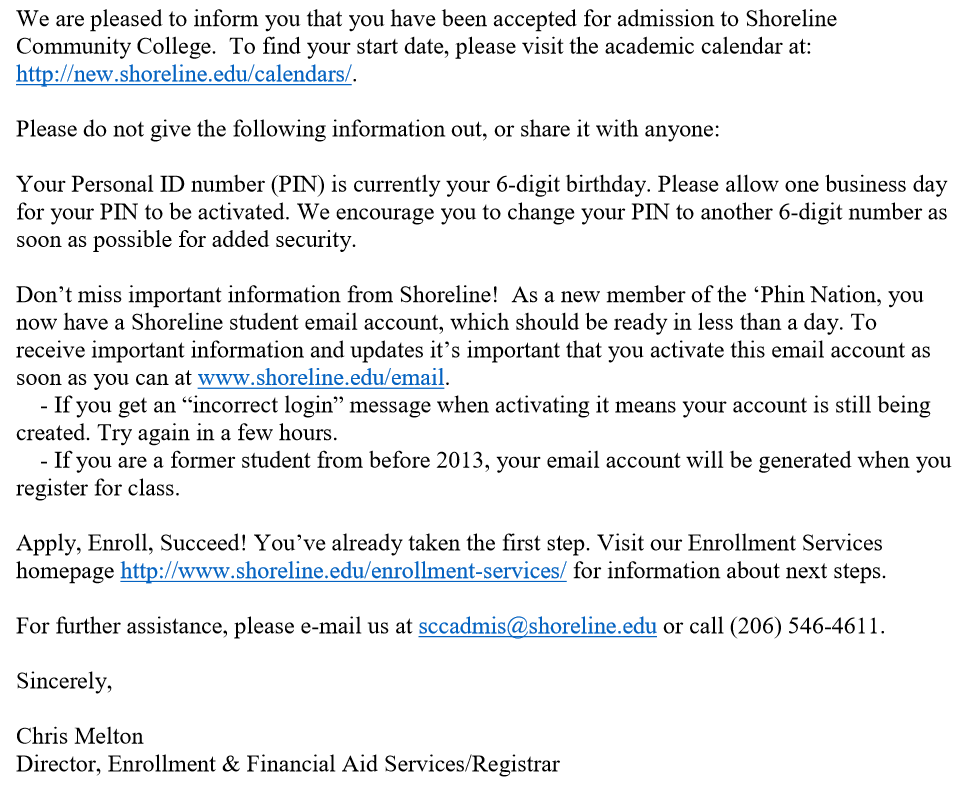 We are pleased to inform you that you have been accepted for admission to Shoreline
Community College.  To find your start date, please visit the academic calendar at:
http://new.shoreline.edu/calendars/.
Please do not give the following information out, or share it with anyone:
Your Personal ID number (PIN) is currently your 6-digit birthday. Please allow one business day
for your PIN to be activated. We encourage you to change your PIN to another 6-digit number as
soon as possible for added security.
Don’t miss important information from Shoreline!  As a new member of the ‘Phin Nation, you
now have a Shoreline student email account, which should be ready in less than a day. To
receive important information and updates it’s important that you activate this email account as
soon as you can at www.shoreline.edu/email.
- If you get an “incorrect login” message when activating it means your account is still being
created. Try again in a few hours.
- If you are a former student from before 2013, your email account will be generated when you
register for class.
Apply, Enroll, Succeed! You’ve already taken the first step. Visit our Enrollment Services
homepage http://www.shoreline.edu/enrollment-services/ for information about next steps.
For further assistance, please e-mail us at sccadmis@shoreline.edu or call (206) 546-4611.
Sincerely,
Chris Melton
Director, Enrollment & Financial Aid Services/Registrar